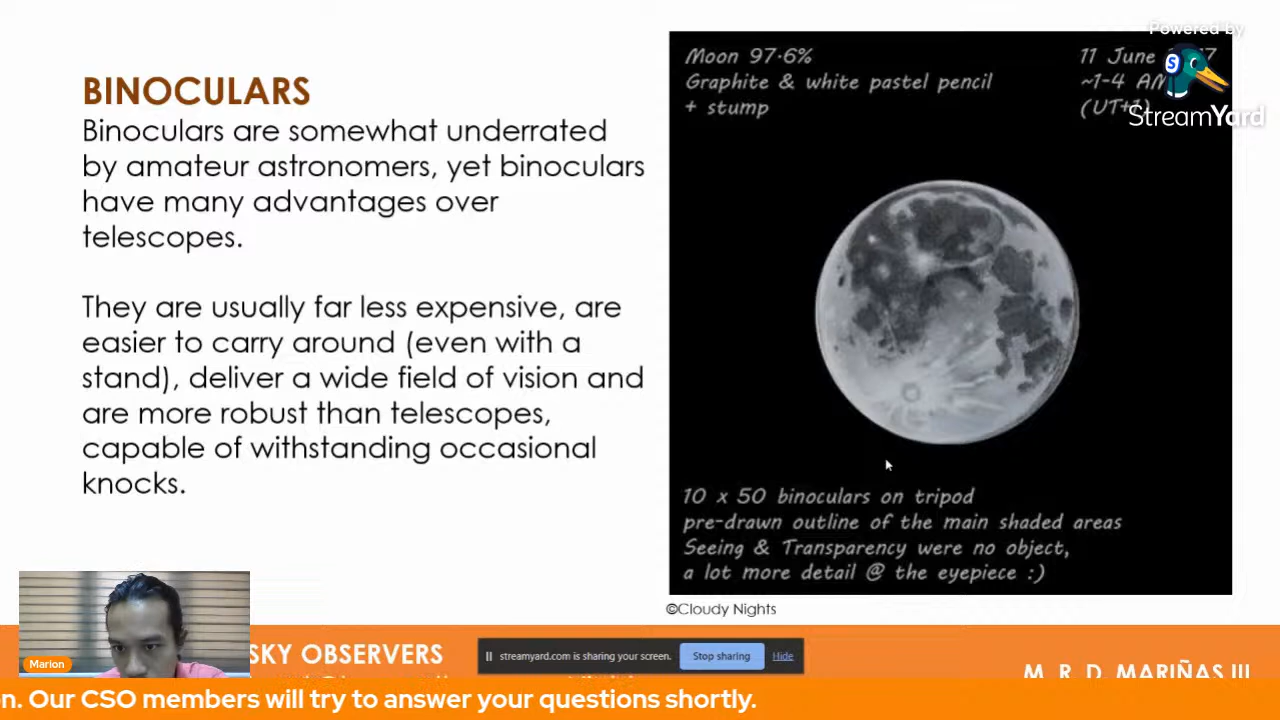 Powered by
StreamYard
BINOCULARS
Binoculars are somewhat underrated
by amateur astronomers, yet binoculars
have many advantages over
telescopes.
They are usually far less expensive, are
easier to carry around (even with a
stand), deliver a wide field of vision and
are more robust than telescopes,
capable of withstanding occasional
knocks.
Moon 97.6%
Graphite & white pastel pencil
+ stump
11 June
~1-4 AM
10 x 50 binoculars on tripod
pre-drawn outline of the main shaded areas
Seeing & Transparency were no object,
a lot more detail @ the eyepiece :)
©Cloudy Nights
Marion
SKY OBSERVERS
streamyard.com is sharing your screen. Stop sharing Hide
M. R. D. MARIÑAS III
n. Our CSO members will try to answer your questions shortly.